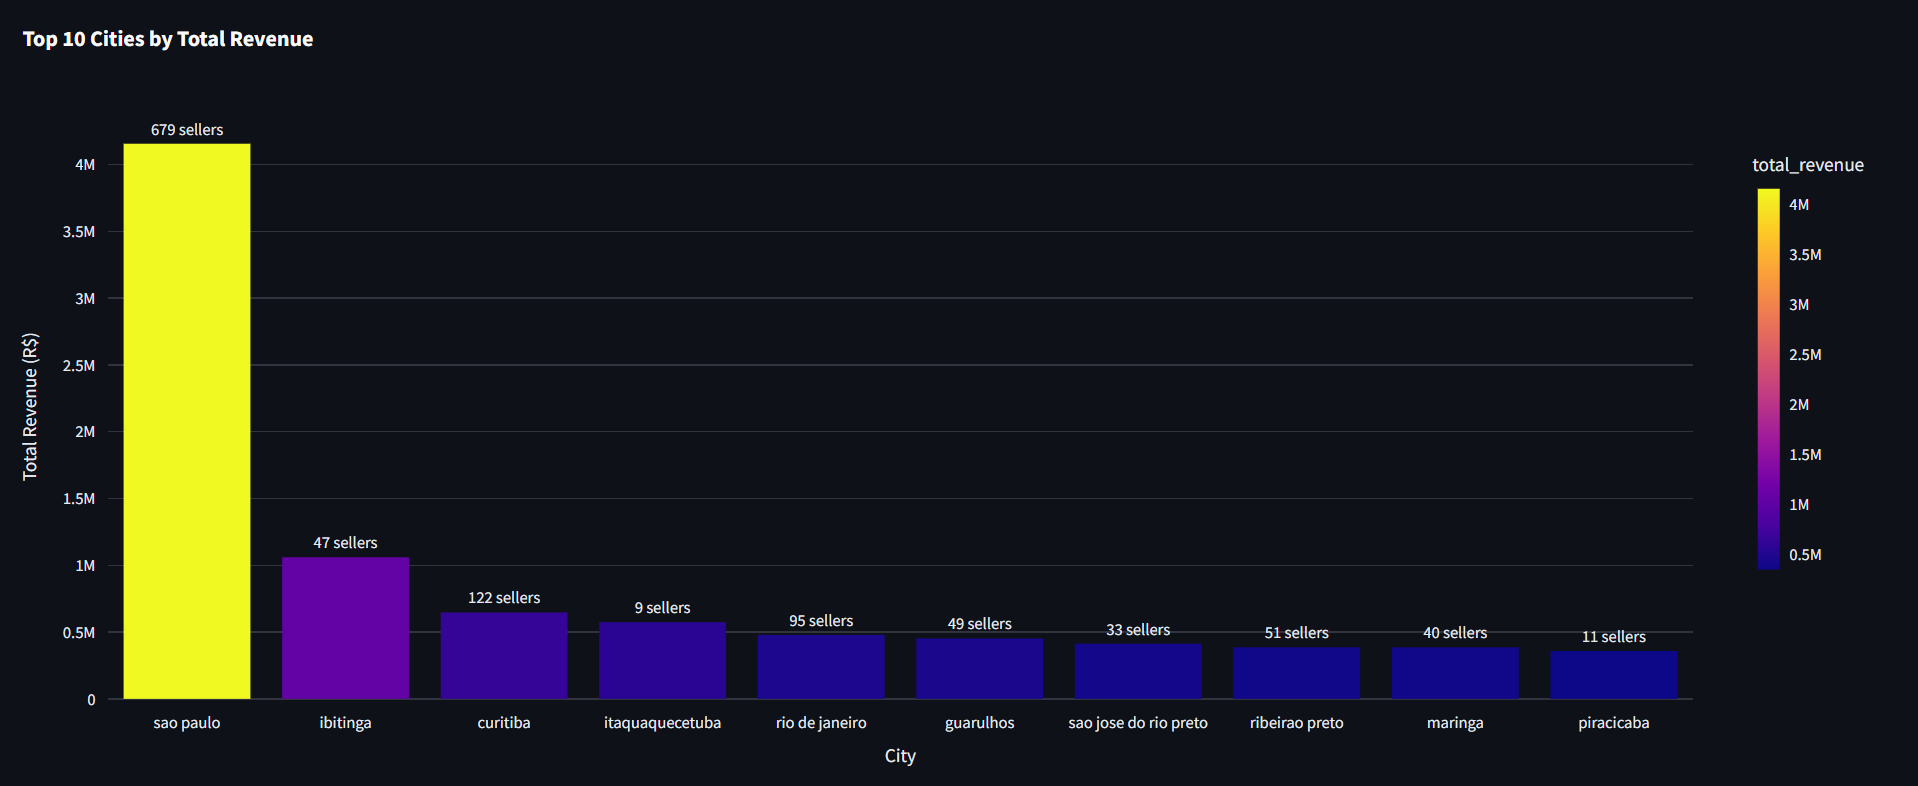 Top 10 Cities by Total Revenue
679 sellers
47 sellers
122 sellers
9 sellers
95 sellers
49 sellers
33 sellers
51 sellers
40 sellers
11 sellers
4M
3.5M
3M
2.5M
2M
1.5M
1M
0.5M
0
Total Revenue (R$)
sao paulo
ibitinga
curitiba
itaquaquecetuba
rio de janeiro
guarulhos
sao jose do rio preto
ribeirao preto
maringa
piracicaba
City
total_revenue
4M
3.5M
3M
2.5M
2M
1.5M
1M
0.5M